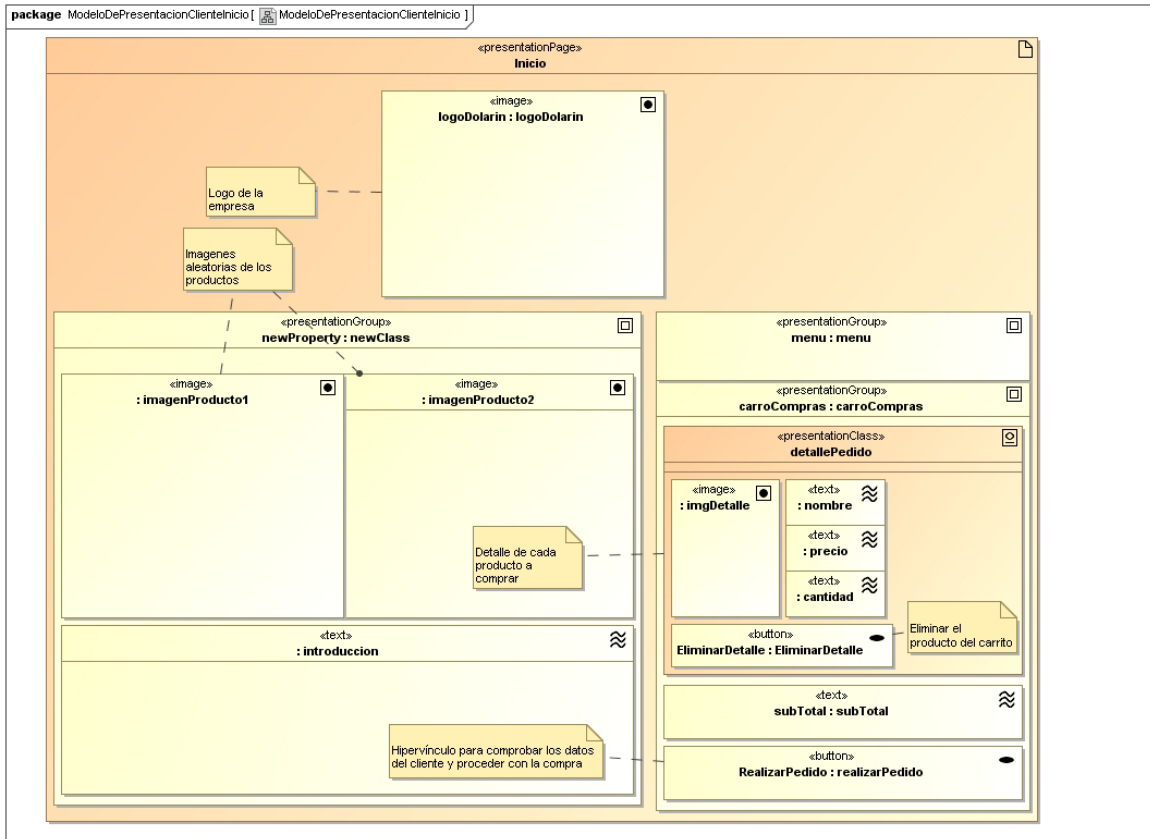 package ModeloDePresentacionClienteInicio [ ModeloDePresentacionClienteInicio ]
«presentationPage»
Inicio
«image»
logoDolarin : logoDolarin
Logo de la
empresa
Imagenes
aleatorias de los
productos
«presentationGroup»
newProperty : newClass
«image»
: imagenProducto1
«image»
: imagenProducto2
Detalle de cada
producto a
comprar
«text»
: introduccion
Hipervínculo para comprobar los datos
del cliente y proceder con la compra
«presentationGroup»
menu : menu
«presentationGroup»
carroCompras : carroCompras
«presentationClass»
detallePedido
«image»
: imgDetalle
«text»
: nombre
«text»
: precio
«text»
: cantidad
«button»
EliminarDetalle : EliminarDetalle
Eliminar el
producto del carrito
«text»
subTotal : subTotal
«button»
RealizarPedido : realizarPedido